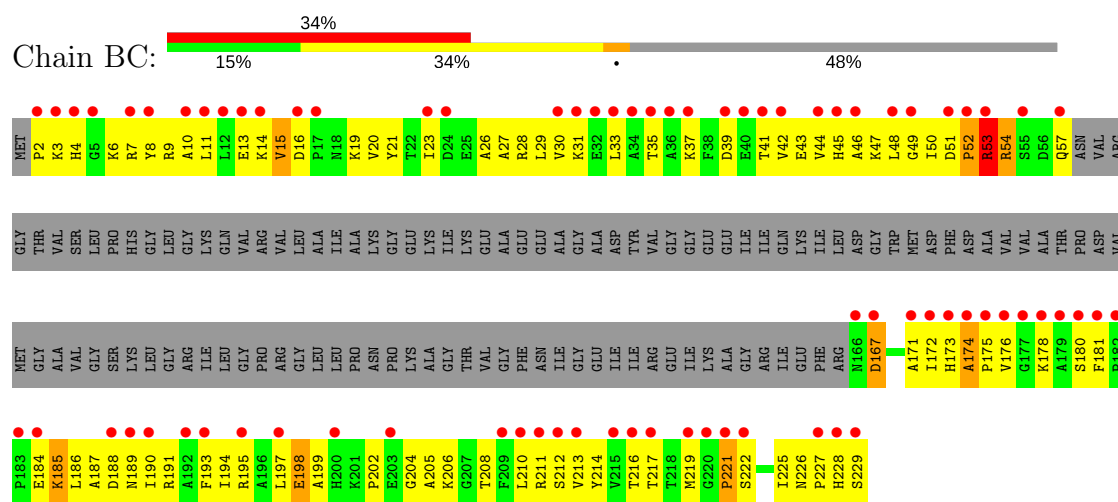 34%
Chain BC:
15% 34% • 48%
MET P2 K3 H4 G5 K6 R7 Y8 R9 A10 L11 L12 E13 K14 V15 D16 P17 N18 K19 V20 Y21 T22 I23 D24 E25 A26 A27 R28 L29 V30 K31 E32 L33 A34 T35 A36 K37 F38 D39 E40 T41 V42 E43 V44 H45 A46 K47 L48 G49 I50 D51 P52 R53 R54 S55 D56 Q57 ASN VAL ARG
GLY THR VAL SER LEU PRO HIS GLY LEU GLY LYS GLN VAL ARG VAL LEU ALA ILE ALA LYS GLY GLU LYS ILE LYS GLU ALA GLU GLU ALA GLY ALA ASP TYR VAL GLY GLY GLU GLU ILE ILE GLN LYS ILE LEU ASP GLY TRP MET ASP PHE ASP ALA VAL VAL ALA THR PRO ASP VAL
MET GLY ALA VAL GLY SER LYS LEU GLY ARG ILE LEU GLY PRO ARG GLY LEU LEU PRO ASN PRO LYS ALA GLY THR VAL GLY PHE ASN ILE GLY GLU ILE ILE ARG GLU ILE LYS ALA GLY ARG ILE GLU PHE ARG N166 D167 A171 I172 H173 A174 P175 V176 G177 K178 A179 S180 F181 P182
P183 E184 K185 L186 A187 D188 N189 I190 R191 A192 F193 I194 R195 A196 L197 E198 A199 H200 K201 P202 E203 G204 A205 K206 G207 T208 F209 L210 R211 S212 V213 Y214 V215 T216 T217 T218 M219 G220 P221 S222 I225 N226 P227 H228 S229